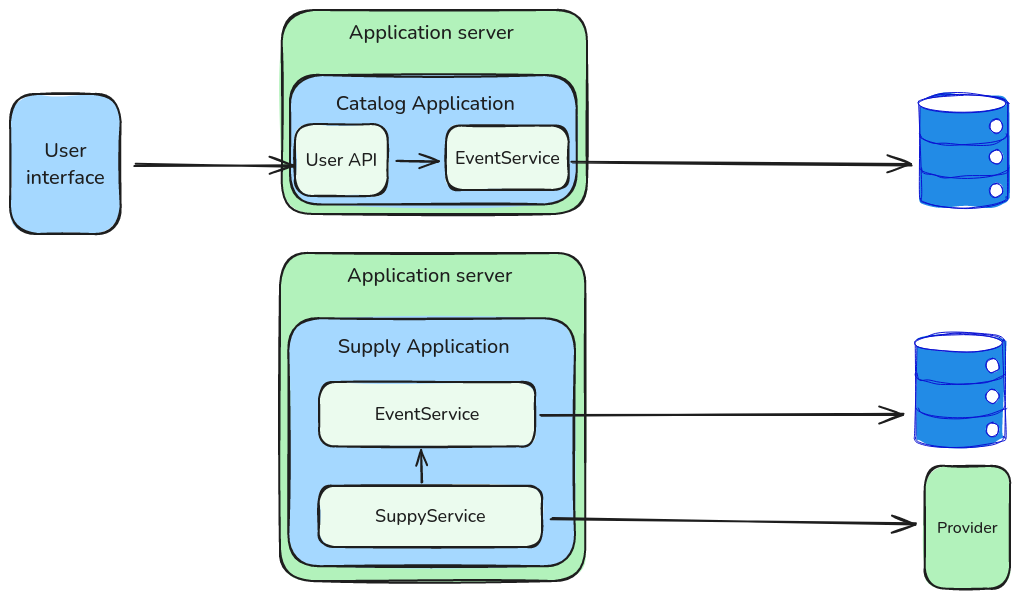 Application server
Catalog Application
User
interface
User API
EventService
Application server
Supply Application
EventService
SuppyService
Provider